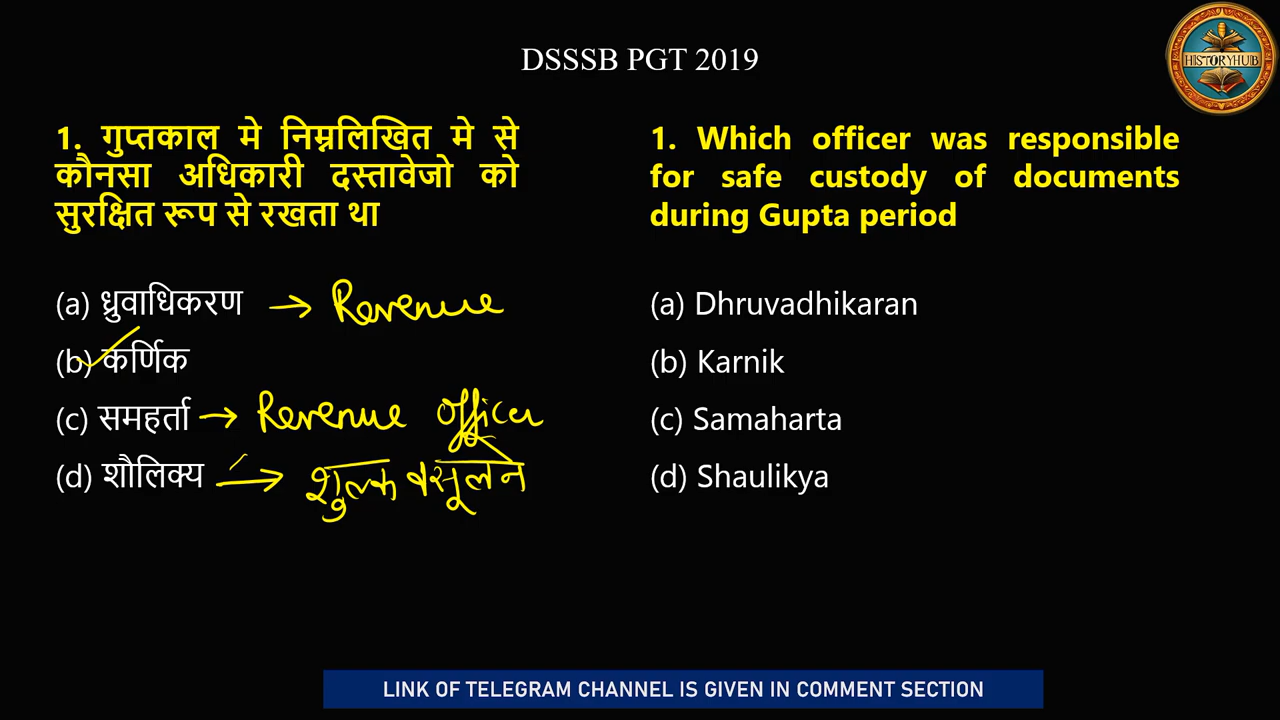 DSSSB PGT 2019
HISTORYHUB
1. गुप्तकाल मे निम्नलिखित मे से
कौनसा अधिकारी दस्तावेजो को
सुरक्षित रूप से रखता था
(a) ध्रुवाधिकरण → Revenue
(b) कर्णिक
(c) समहर्ता → Revenue officer
(d) शौल्किय → शुल्क वसूलने
1. Which officer was responsible
for safe custody of documents
during Gupta period
(a) Dhruvadhikaran
(b) Karnik
(c) Samaharta
(d) Shaulikya
LINK OF TELEGRAM CHANNEL IS GIVEN IN COMMENT SECTION